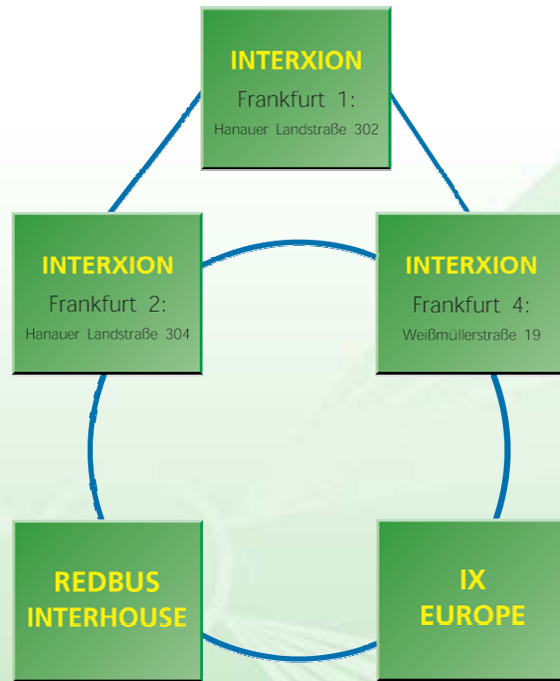 INTERXION
Frankfurt 1:
Hanauer Landstraße 302
INTERXION
Frankfurt 2:
Hanauer Landstraße 304
INTERXION
Frankfurt 4:
Weißmüllerstraße 19
REDBUS
INTERHOUSE
IX
EUROPE